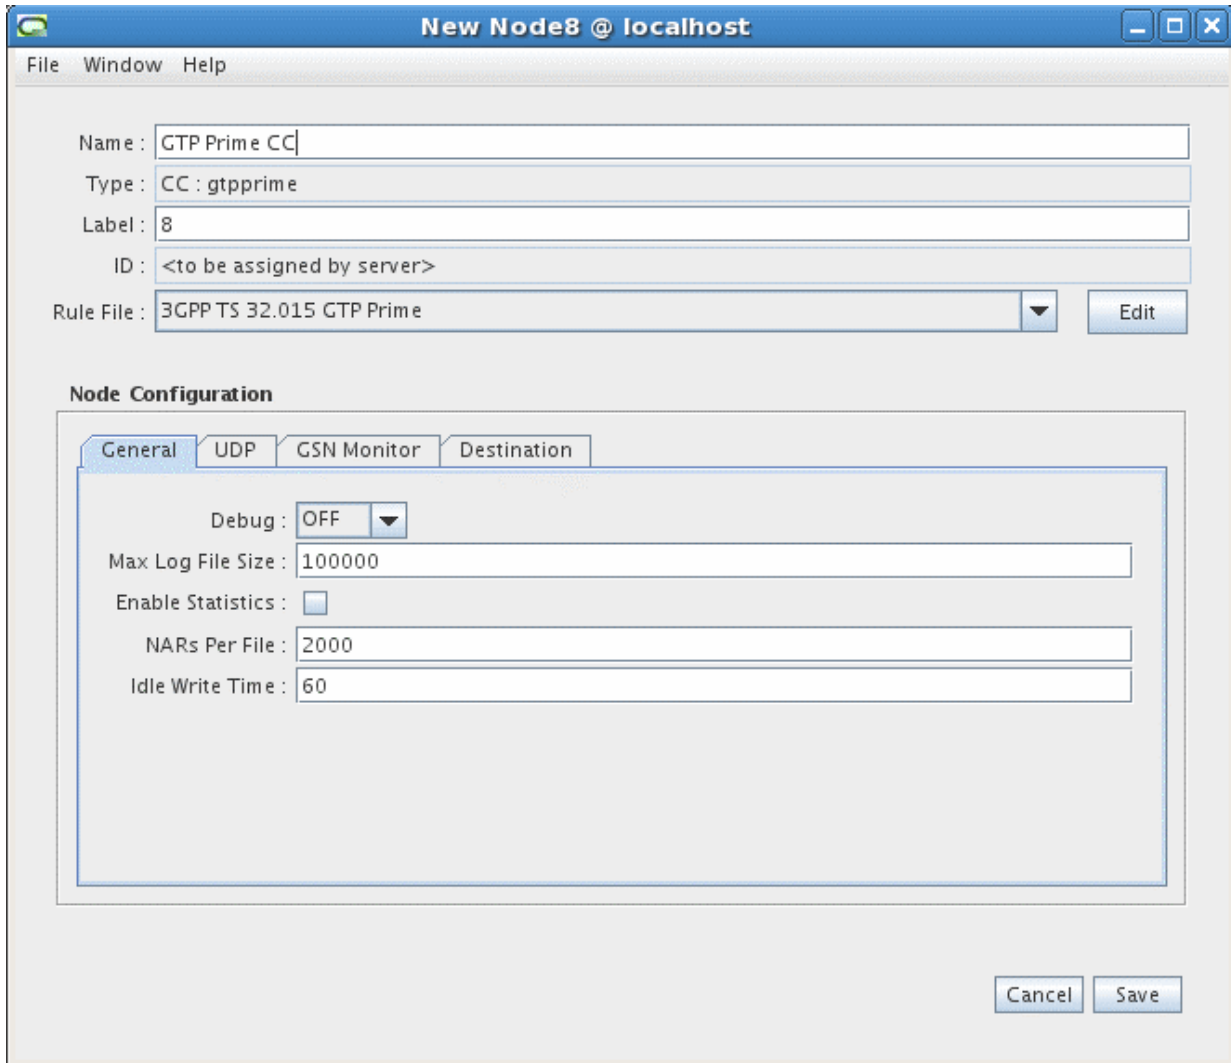 New Node8 @ localhost
File Window Help
Name : GTP Prime CC
Type : CC : gtpprime
Label : 8
ID : <to be assigned by server>
Rule File : 3GPP TS 32.015 GTP Prime Edit
Node Configuration
General UDP GSN Monitor Destination
Debug : OFF
Max Log File Size : 100000
Enable Statistics :
NARs Per File : 2000
Idle Write Time : 60
Cancel Save